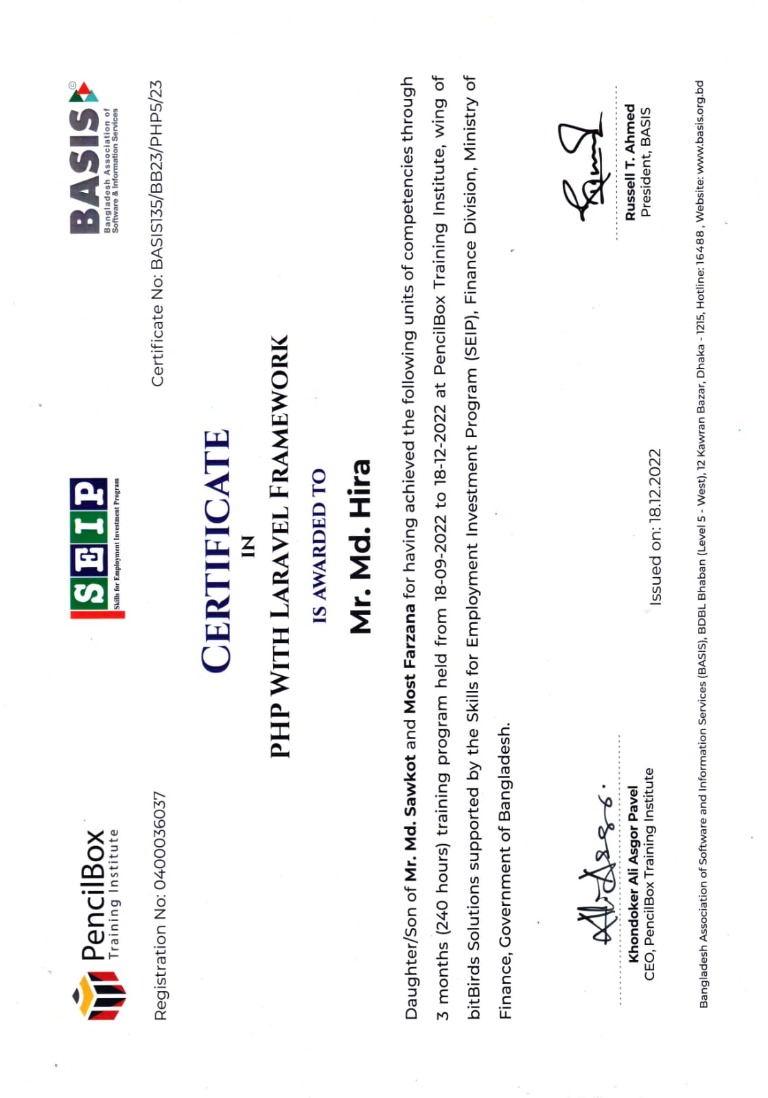 PencilBox
Training Institute
SEIP
Skills for Employment Investment Program
BASIS
Bangladesh Association of
Software & Information Services
Registration No: 0400036037
Certificate No: BASIS135/BB23/PHP5/23
CERTIFICATE
IN
PHP WITH LARAVEL FRAMEWORK
IS AWARDED TO
Mr. Md. Hira
Daughter/Son of Mr. Md. Sawkot and Most Farzana for having achieved the following units of competencies through
3 months (240 hours) training program held from 18-09-2022 to 18-12-2022 at PencilBox Training Institute, wing of
bitBirds Solutions supported by the Skills for Employment Investment Program (SEIP), Finance Division, Ministry of
Finance, Government of Bangladesh.
Ali Asgor.
Khondoker Ali Asgor Pavel
CEO, PencilBox Training Institute
Issued on: 18.12.2022
Russell T. Ahmed
President, BASIS
Bangladesh Association of Software and Information Services (BASIS), BDBL Bhaban (Level 5 - West), 12 Kawran Bazar, Dhaka - 1215, Hotline: 16488 , Website: www.basis.org.bd